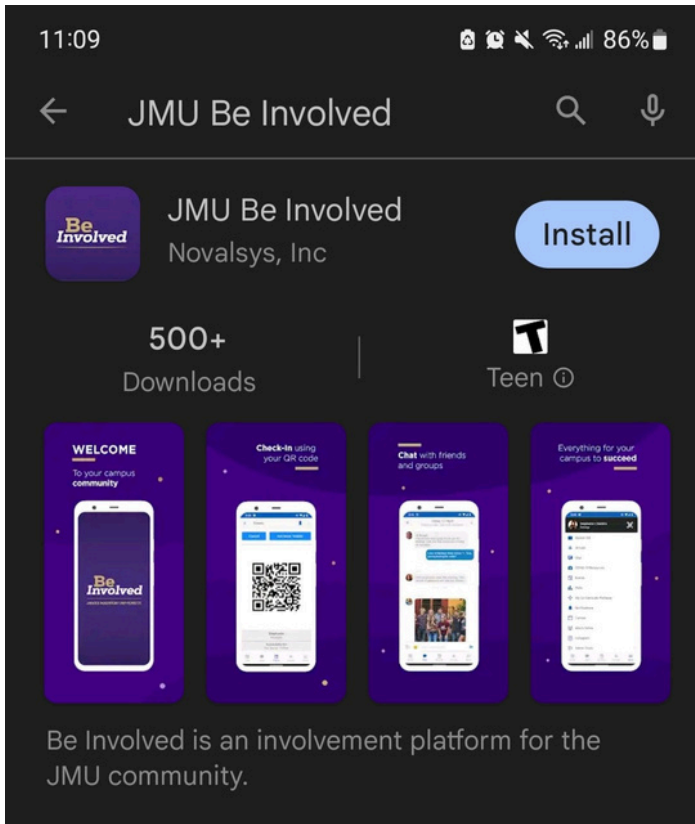 11:09
86%
JMU Be Involved
Be
Involved
JMU Be Involved
Novalsys, Inc
Install
500+
Downloads
T
Teen
WELCOME
To your campus
community
Be
Involved
Check-In using
your QR code
Chat with friends
and groups
Everything for your
campus to succeed
Be Involved is an involvement platform for the
JMU community.